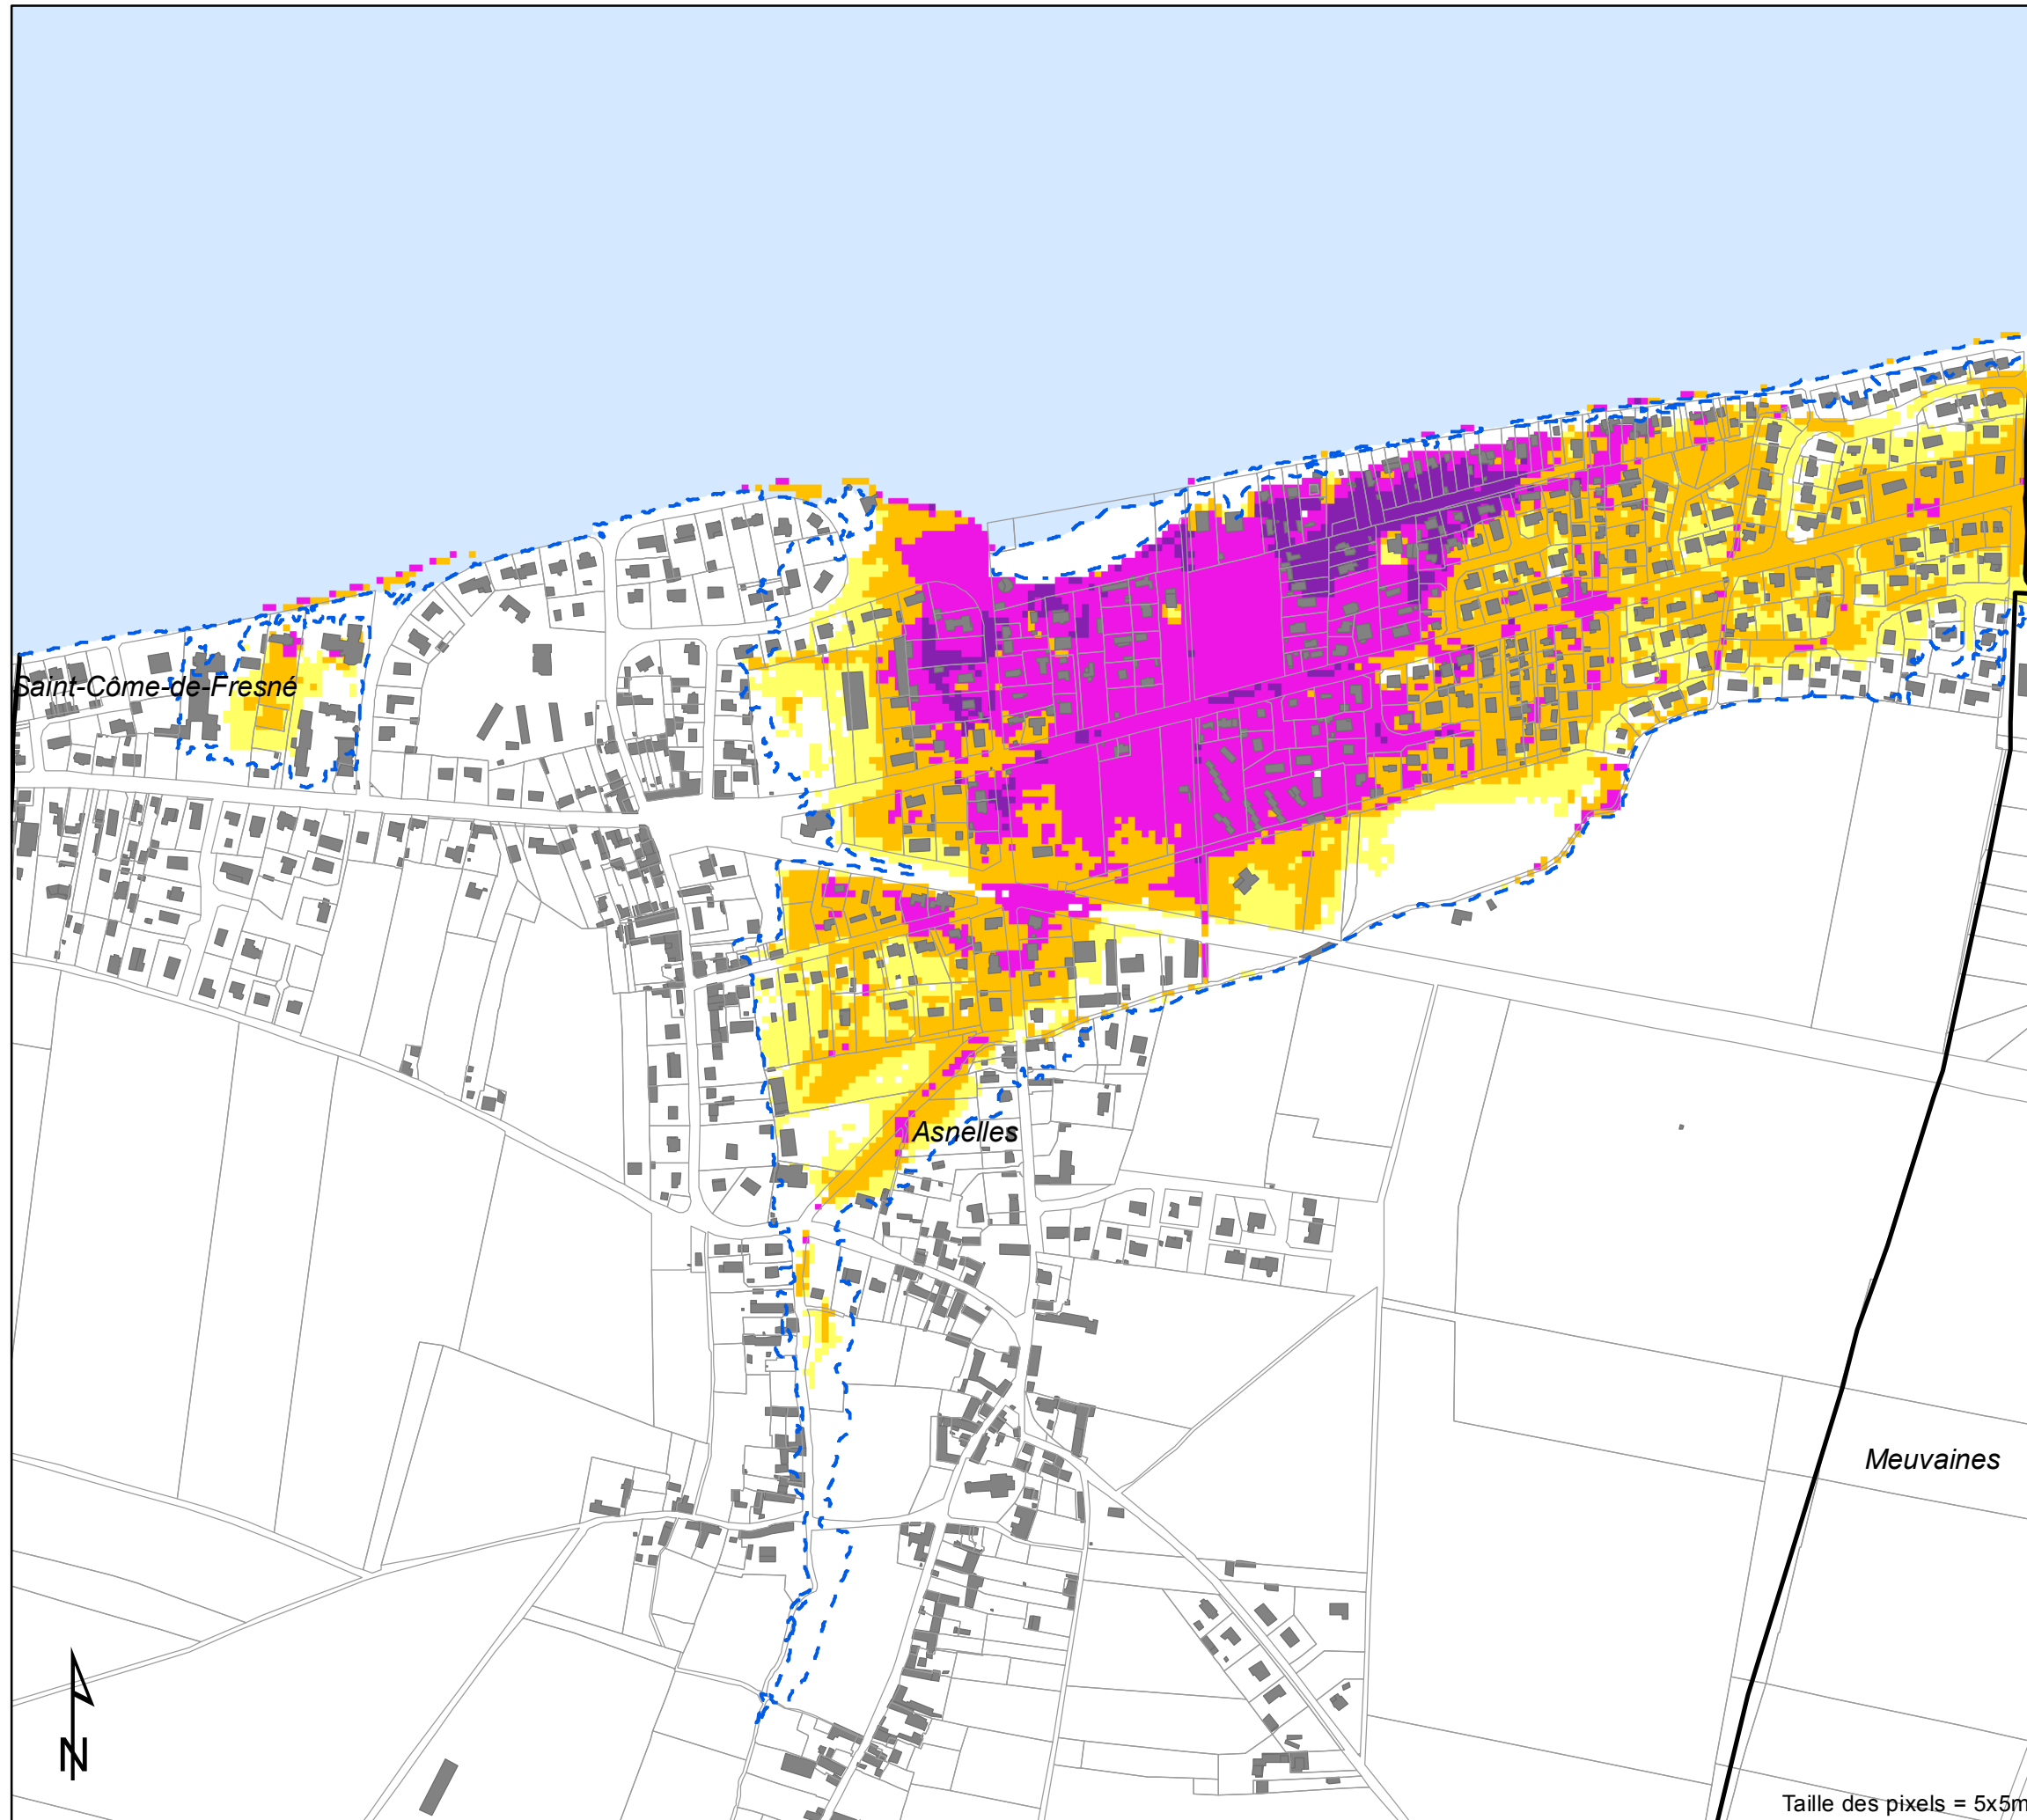 Saint-Côme-de-Fresné
Asnelles
Meuvaines
N
Taille des pixels = 5x5m